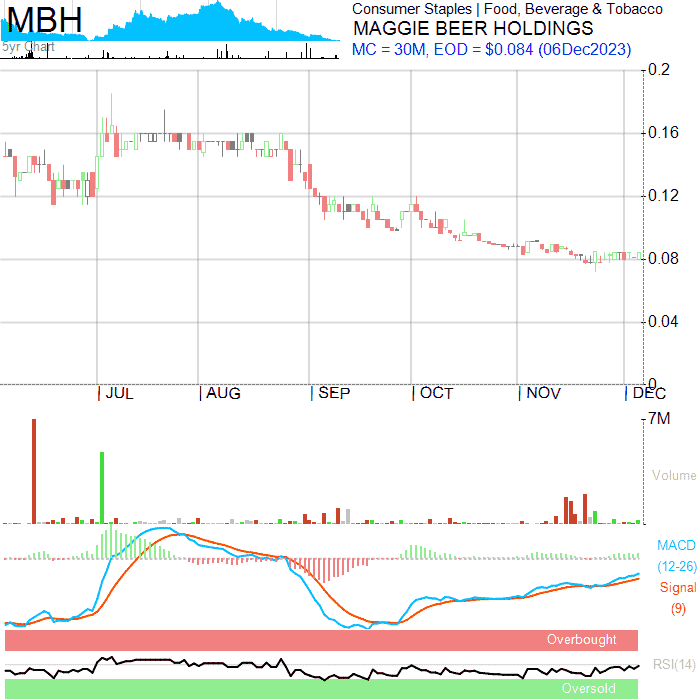 MBH
5yr Chart
Consumer Staples | Food, Beverage & Tobacco
MAGGIE BEER HOLDINGS
MC = 30M, EOD = $0.084 (06Dec2023)
0.2
0.16
0.12
0.08
0.04
0
JUL AUG SEP OCT NOV DEC
7M
Volume
MACD
(12-26)
Signal
(9)
Overbought
RSI(14)
Oversold